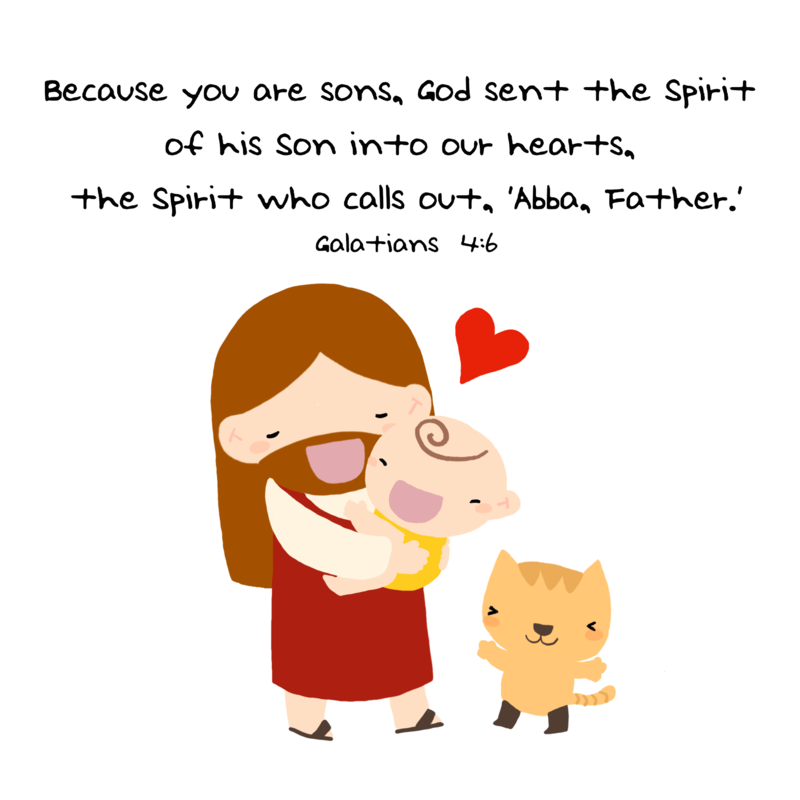 Because you are sons, God sent the Spirit
of his Son into our hearts,
the Spirit who calls out, 'Abba, Father.'
Galatians 4:6